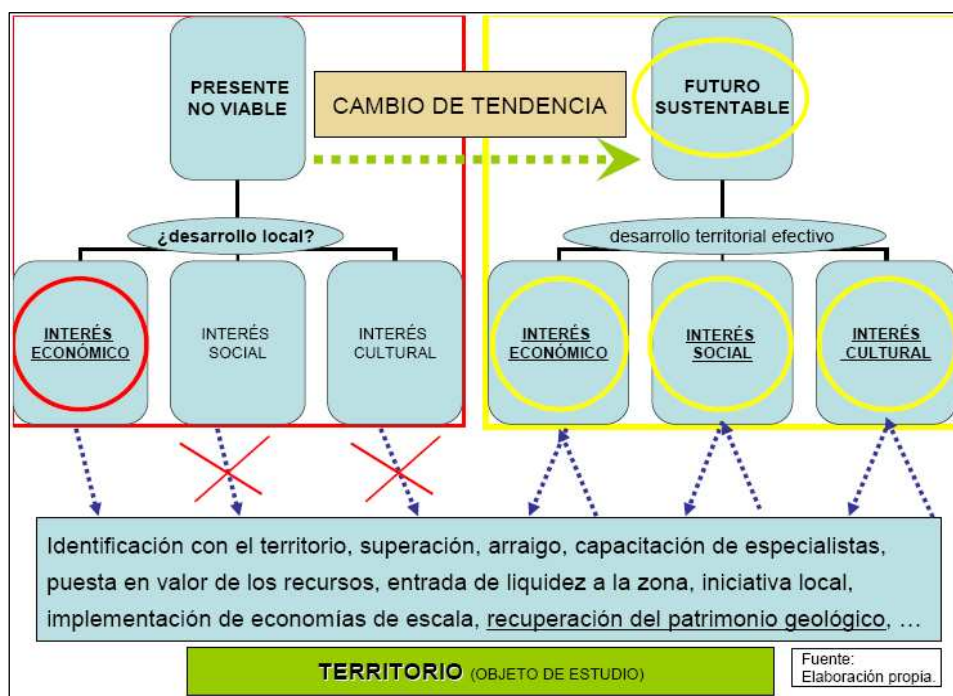 PRESENTE
NO VIABLE
CAMBIO DE TENDENCIA
FUTURO
SUSTENTABLE
¿desarrollo local?
desarrollo territorial efectivo
INTERÉS
ECONÓMICO
INTERÉS
SOCIAL
INTERÉS
CULTURAL
INTERÉS
ECONÓMICO
INTERÉS
SOCIAL
INTERÉS
CULTURAL
Identificación con el territorio, superación, arraigo, capacitación de especialistas,
puesta en valor de los recursos, entrada de liquidez a la zona, iniciativa local,
implementación de economías de escala, recuperación del patrimonio geológico, ...
TERRITORIO (OBJETO DE ESTUDIO)
Fuente:
Elaboración propia.